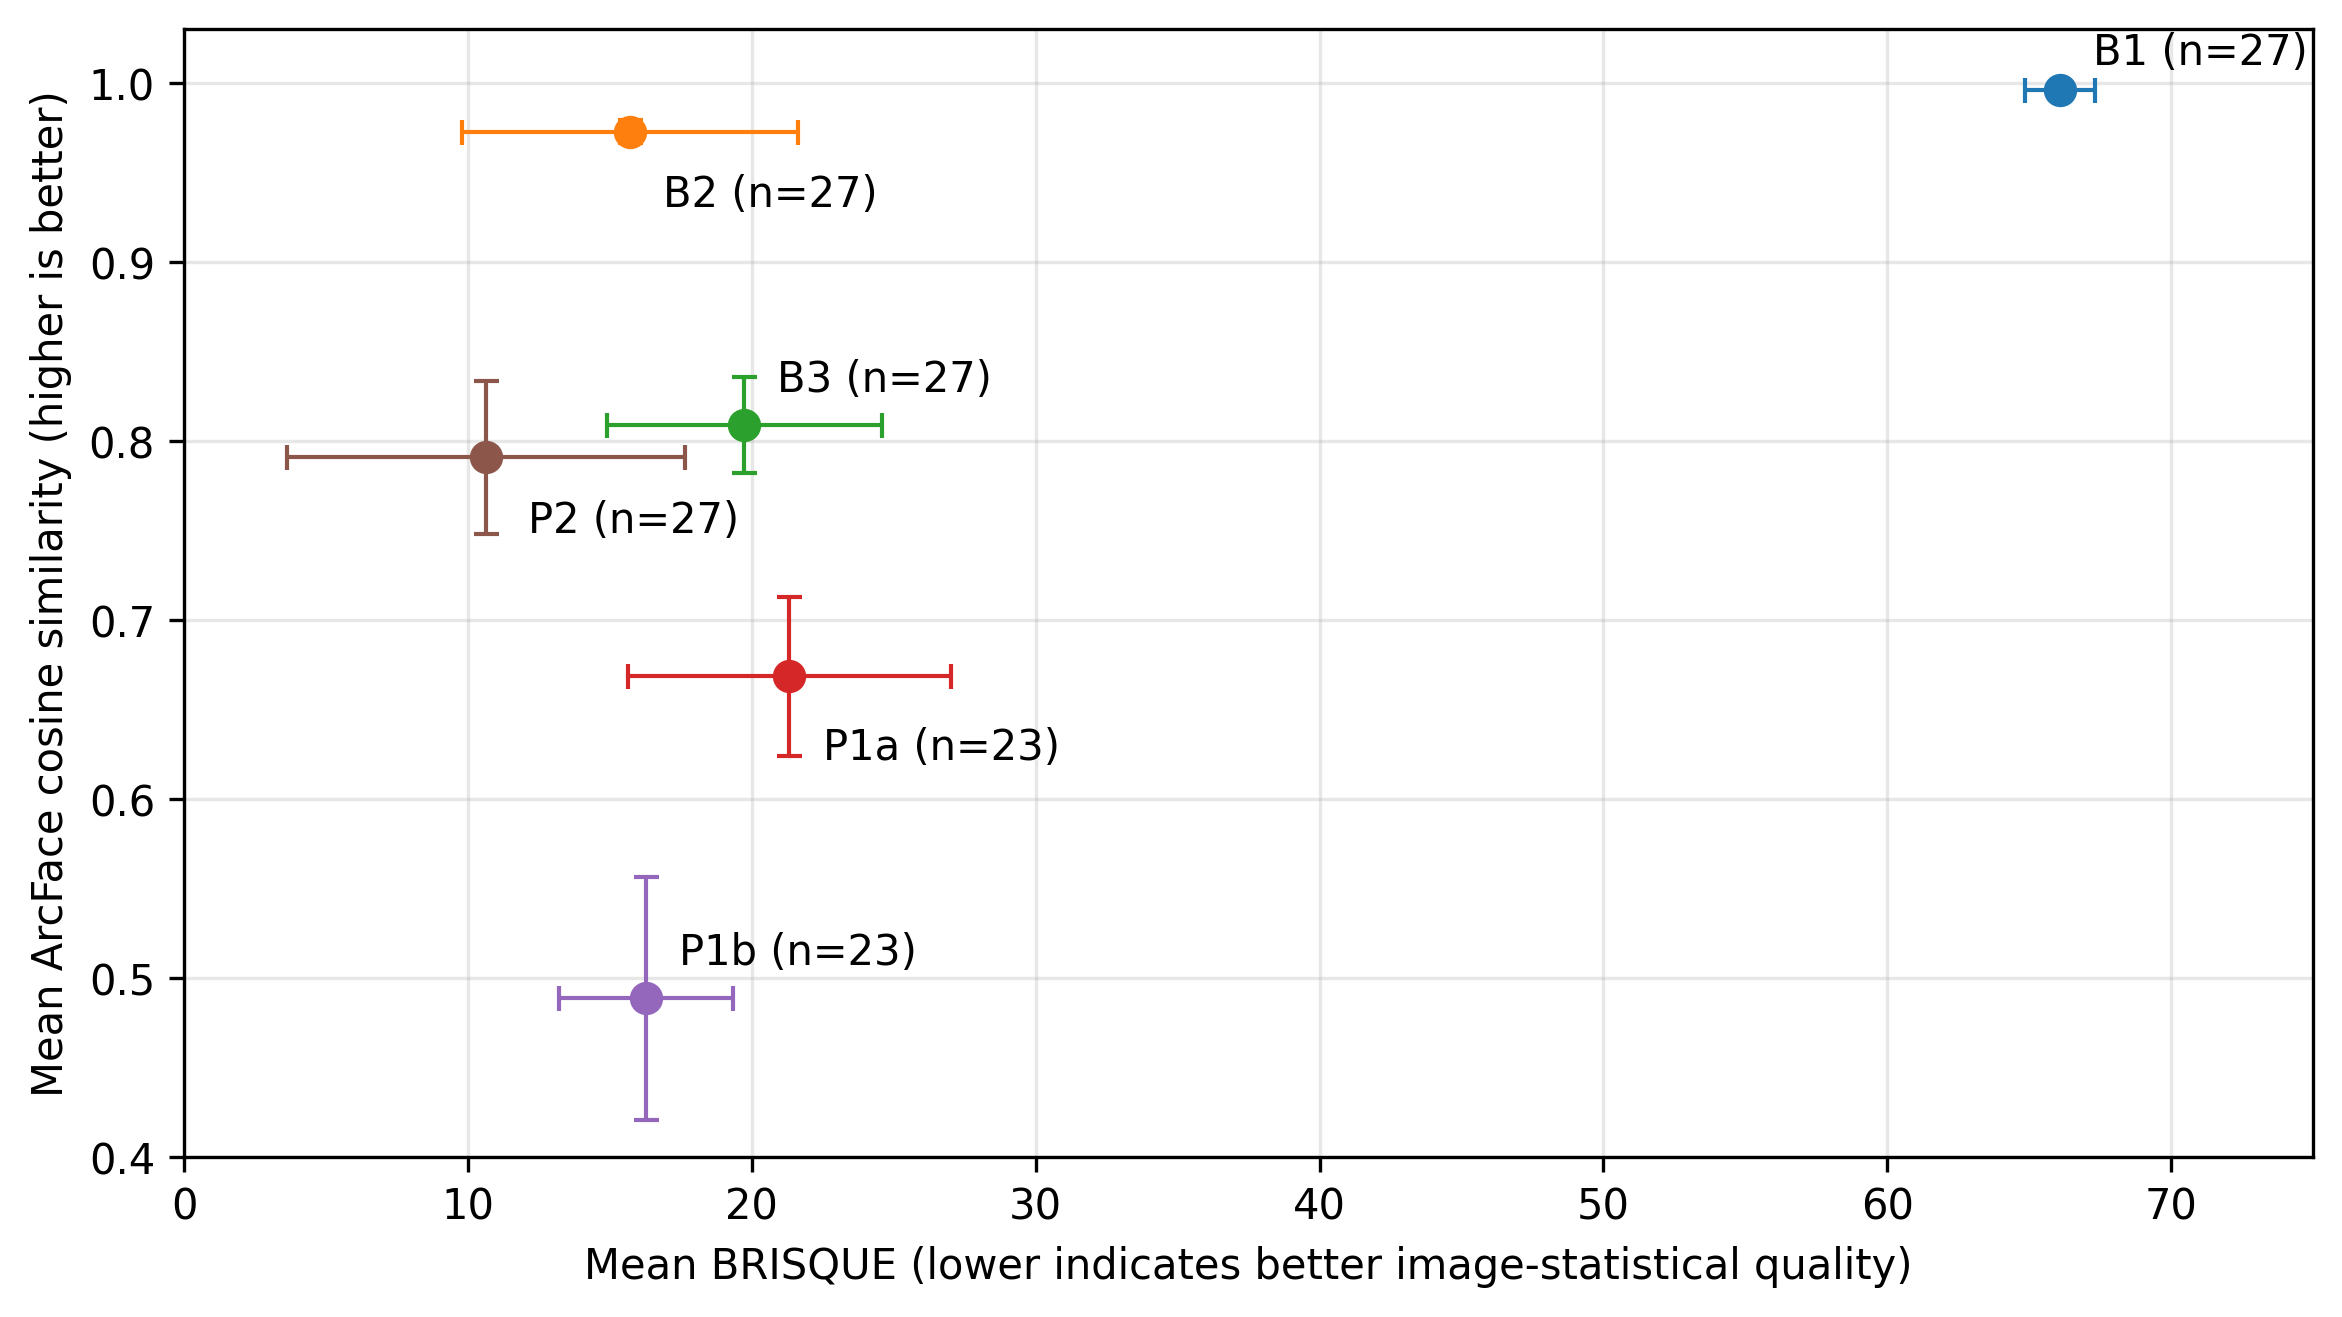 Mean ArcFace cosine similarity (higher is better)
1.0
0.9
0.8
0.7
0.6
0.5
0.4
B1 (n=27)
B2 (n=27)
B3 (n=27)
P2 (n=27)
P1a (n=23)
P1b (n=23)
0 10 20 30 40 50 60 70
Mean BRISQUE (lower indicates better image-statistical quality)